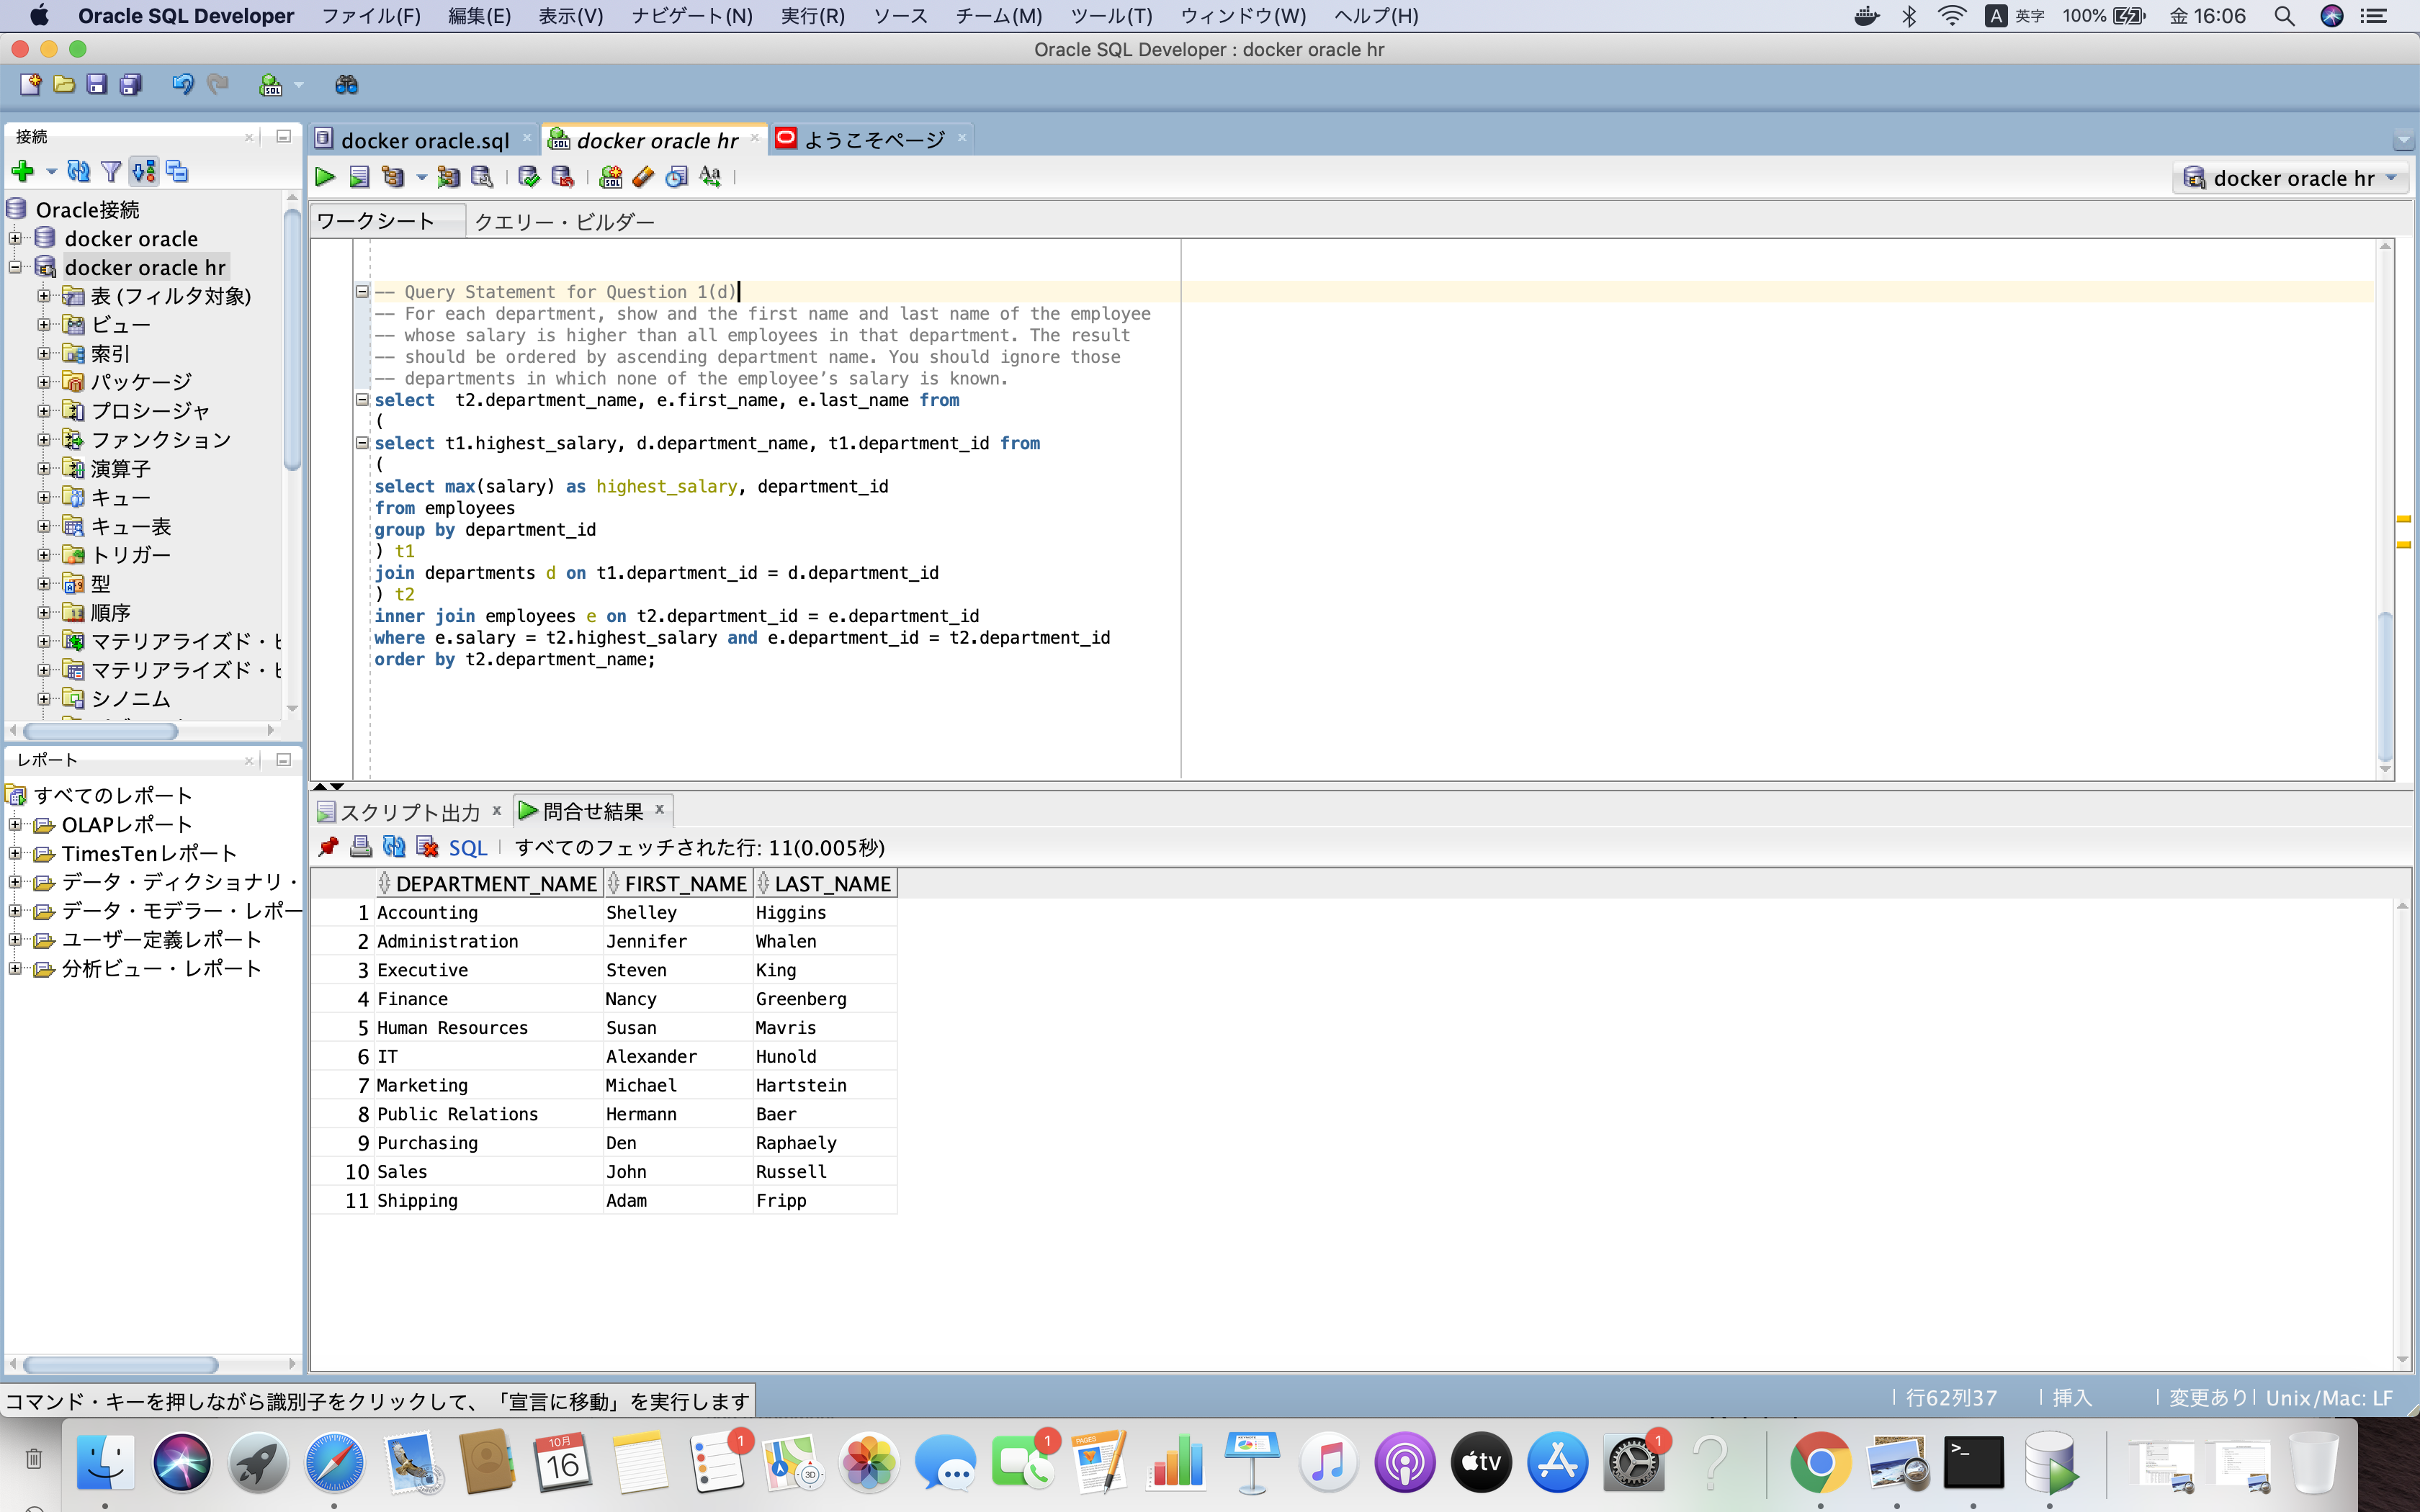 Oracle SQL Developer ファイル(F) 編集(E) 表示(V) ナビゲート(N) 実行(R) ソース チーム(M) ツール(T) ウィンドウ(W) ヘルプ(H) A 英字 100% 金 16:06
Oracle SQL Developer : docker oracle hr
接続
Oracle接続
docker oracle
docker oracle hr
表 (フィルタ対象)
ビュー
索引
パッケージ
プロシージャ
ファンクション
演算子
キュー
キュー表
トリガー
型
順序
マテリアライズド・ビ
マテリアライズド・ビ
シノニム
レポート
すべてのレポート
OLAPレポート
TimesTenレポート
データ・ディクショナリ・
データ・モデラー・レポー
ユーザー定義レポート
分析ビュー・レポート
docker oracle.sql docker oracle hr ようこそページ
docker oracle hr
ワークシート クエリー・ビルダー
-- Query Statement for Question 1(d)
-- For each department, show and the first name and last name of the employee
-- whose salary is higher than all employees in that department. The result
-- should be ordered by ascending department name. You should ignore those
-- departments in which none of the employee’s salary is known.
select  t2.department_name, e.first_name, e.last_name from
(
select t1.highest_salary, d.department_name, t1.department_id from
(
select max(salary) as highest_salary, department_id
from employees
group by department_id
) t1
join departments d on t1.department_id = d.department_id
) t2
inner join employees e on t2.department_id = e.department_id
where e.salary = t2.highest_salary and e.department_id = t2.department_id
order by t2.department_name;
スクリプト出力 x 問合せ結果 x
SQL すべてのフェッチされた行: 11(0.005秒)
DEPARTMENT_NAME FIRST_NAME LAST_NAME
1 Accounting Shelley Higgins
2 Administration Jennifer Whalen
3 Executive Steven King
4 Finance Nancy Greenberg
5 Human Resources Susan Mavris
6 IT Alexander Hunold
7 Marketing Michael Hartstein
8 Public Relations Hermann Baer
9 Purchasing Den Raphaely
10 Sales John Russell
11 Shipping Adam Fripp
コマンド・キーを押しながら識別子をクリックして、「宣言に移動」を実行します
行62列37 挿入 変更あり Unix/Mac: LF
10月
16
1
3D
1
PAGES
tv
1
>_